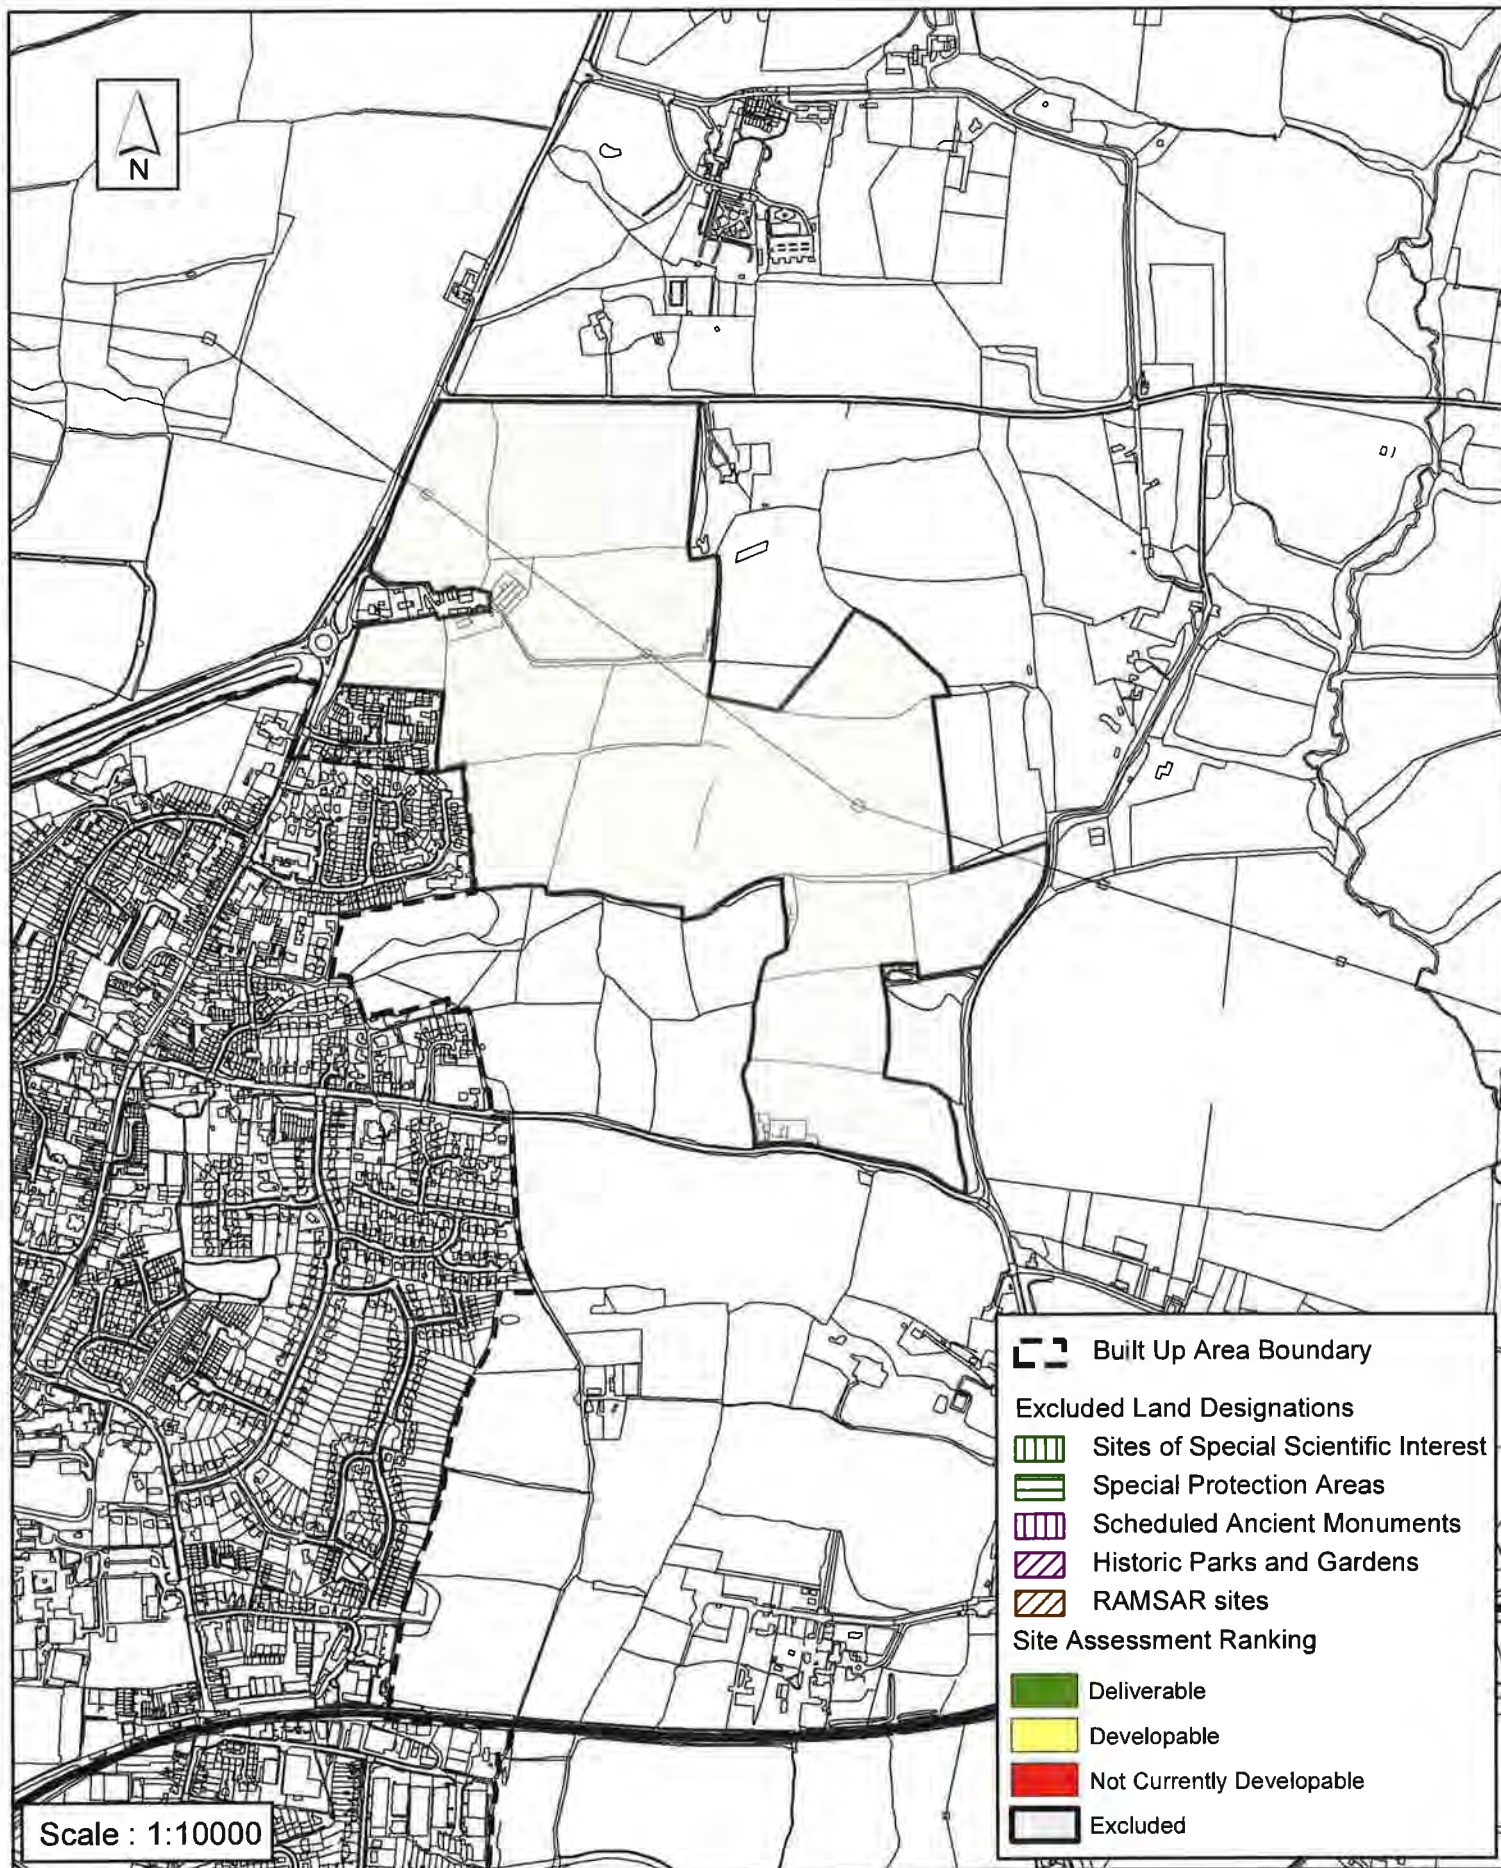 N
Built Up Area Boundary
Excluded Land Designations
Sites of Special Scientific Interest
Special Protection Areas
Scheduled Ancient Monuments
Historic Parks and Gardens
RAMSAR sites
Site Assessment Ranking
Deliverable
Developable
Not Currently Developable
Excluded
Scale : 1:10000